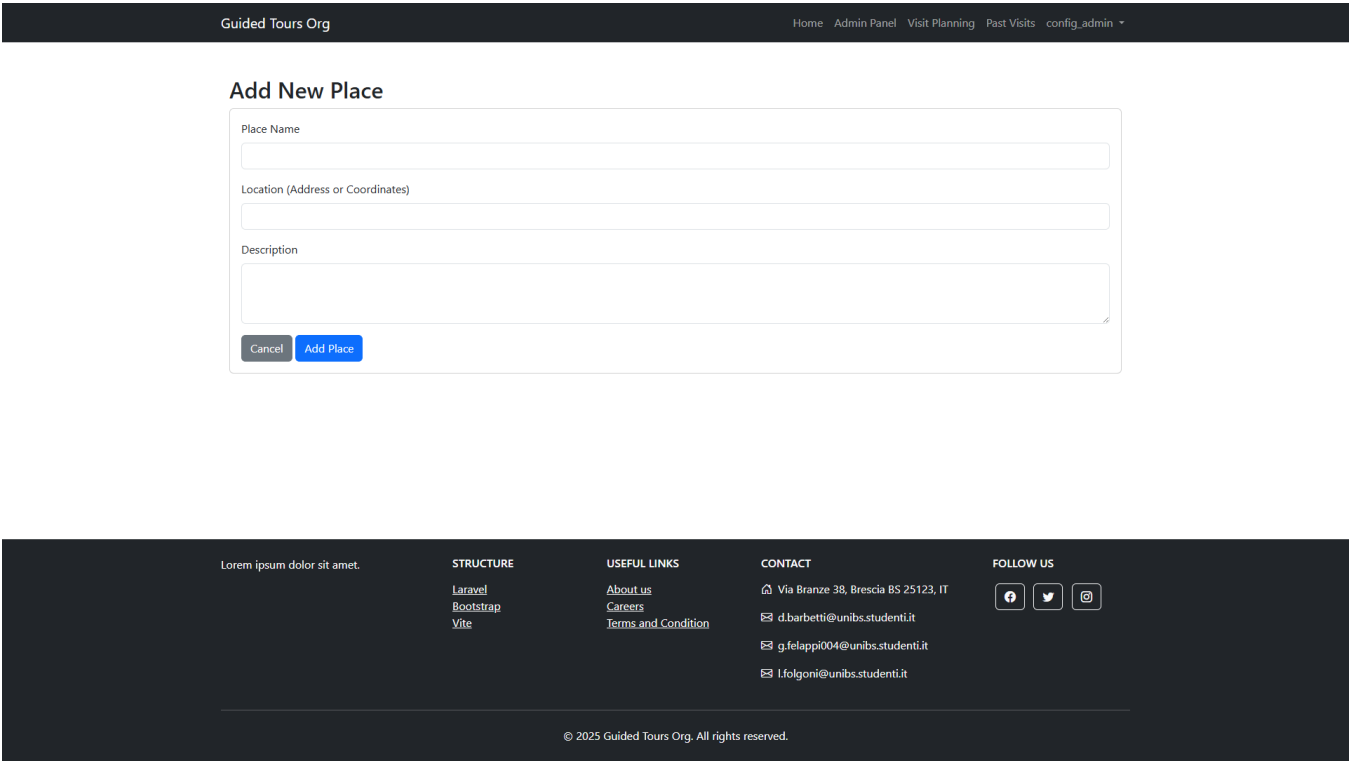 Guided Tours Org
Home Admin Panel Visit Planning Past Visits config_admin
Add New Place
Place Name
Location (Address or Coordinates)
Description
Cancel Add Place
Lorem ipsum dolor sit amet.
STRUCTURE
Laravel
Bootstrap
Vite
USEFUL LINKS
About us
Careers
Terms and Condition
CONTACT
Via Branze 38, Brescia BS 25123, IT
d.barbetti@unibs.studenti.it
g.felappi004@unibs.studenti.it
l.folgoni@unibs.studenti.it
FOLLOW US
© 2025 Guided Tours Org. All rights reserved.